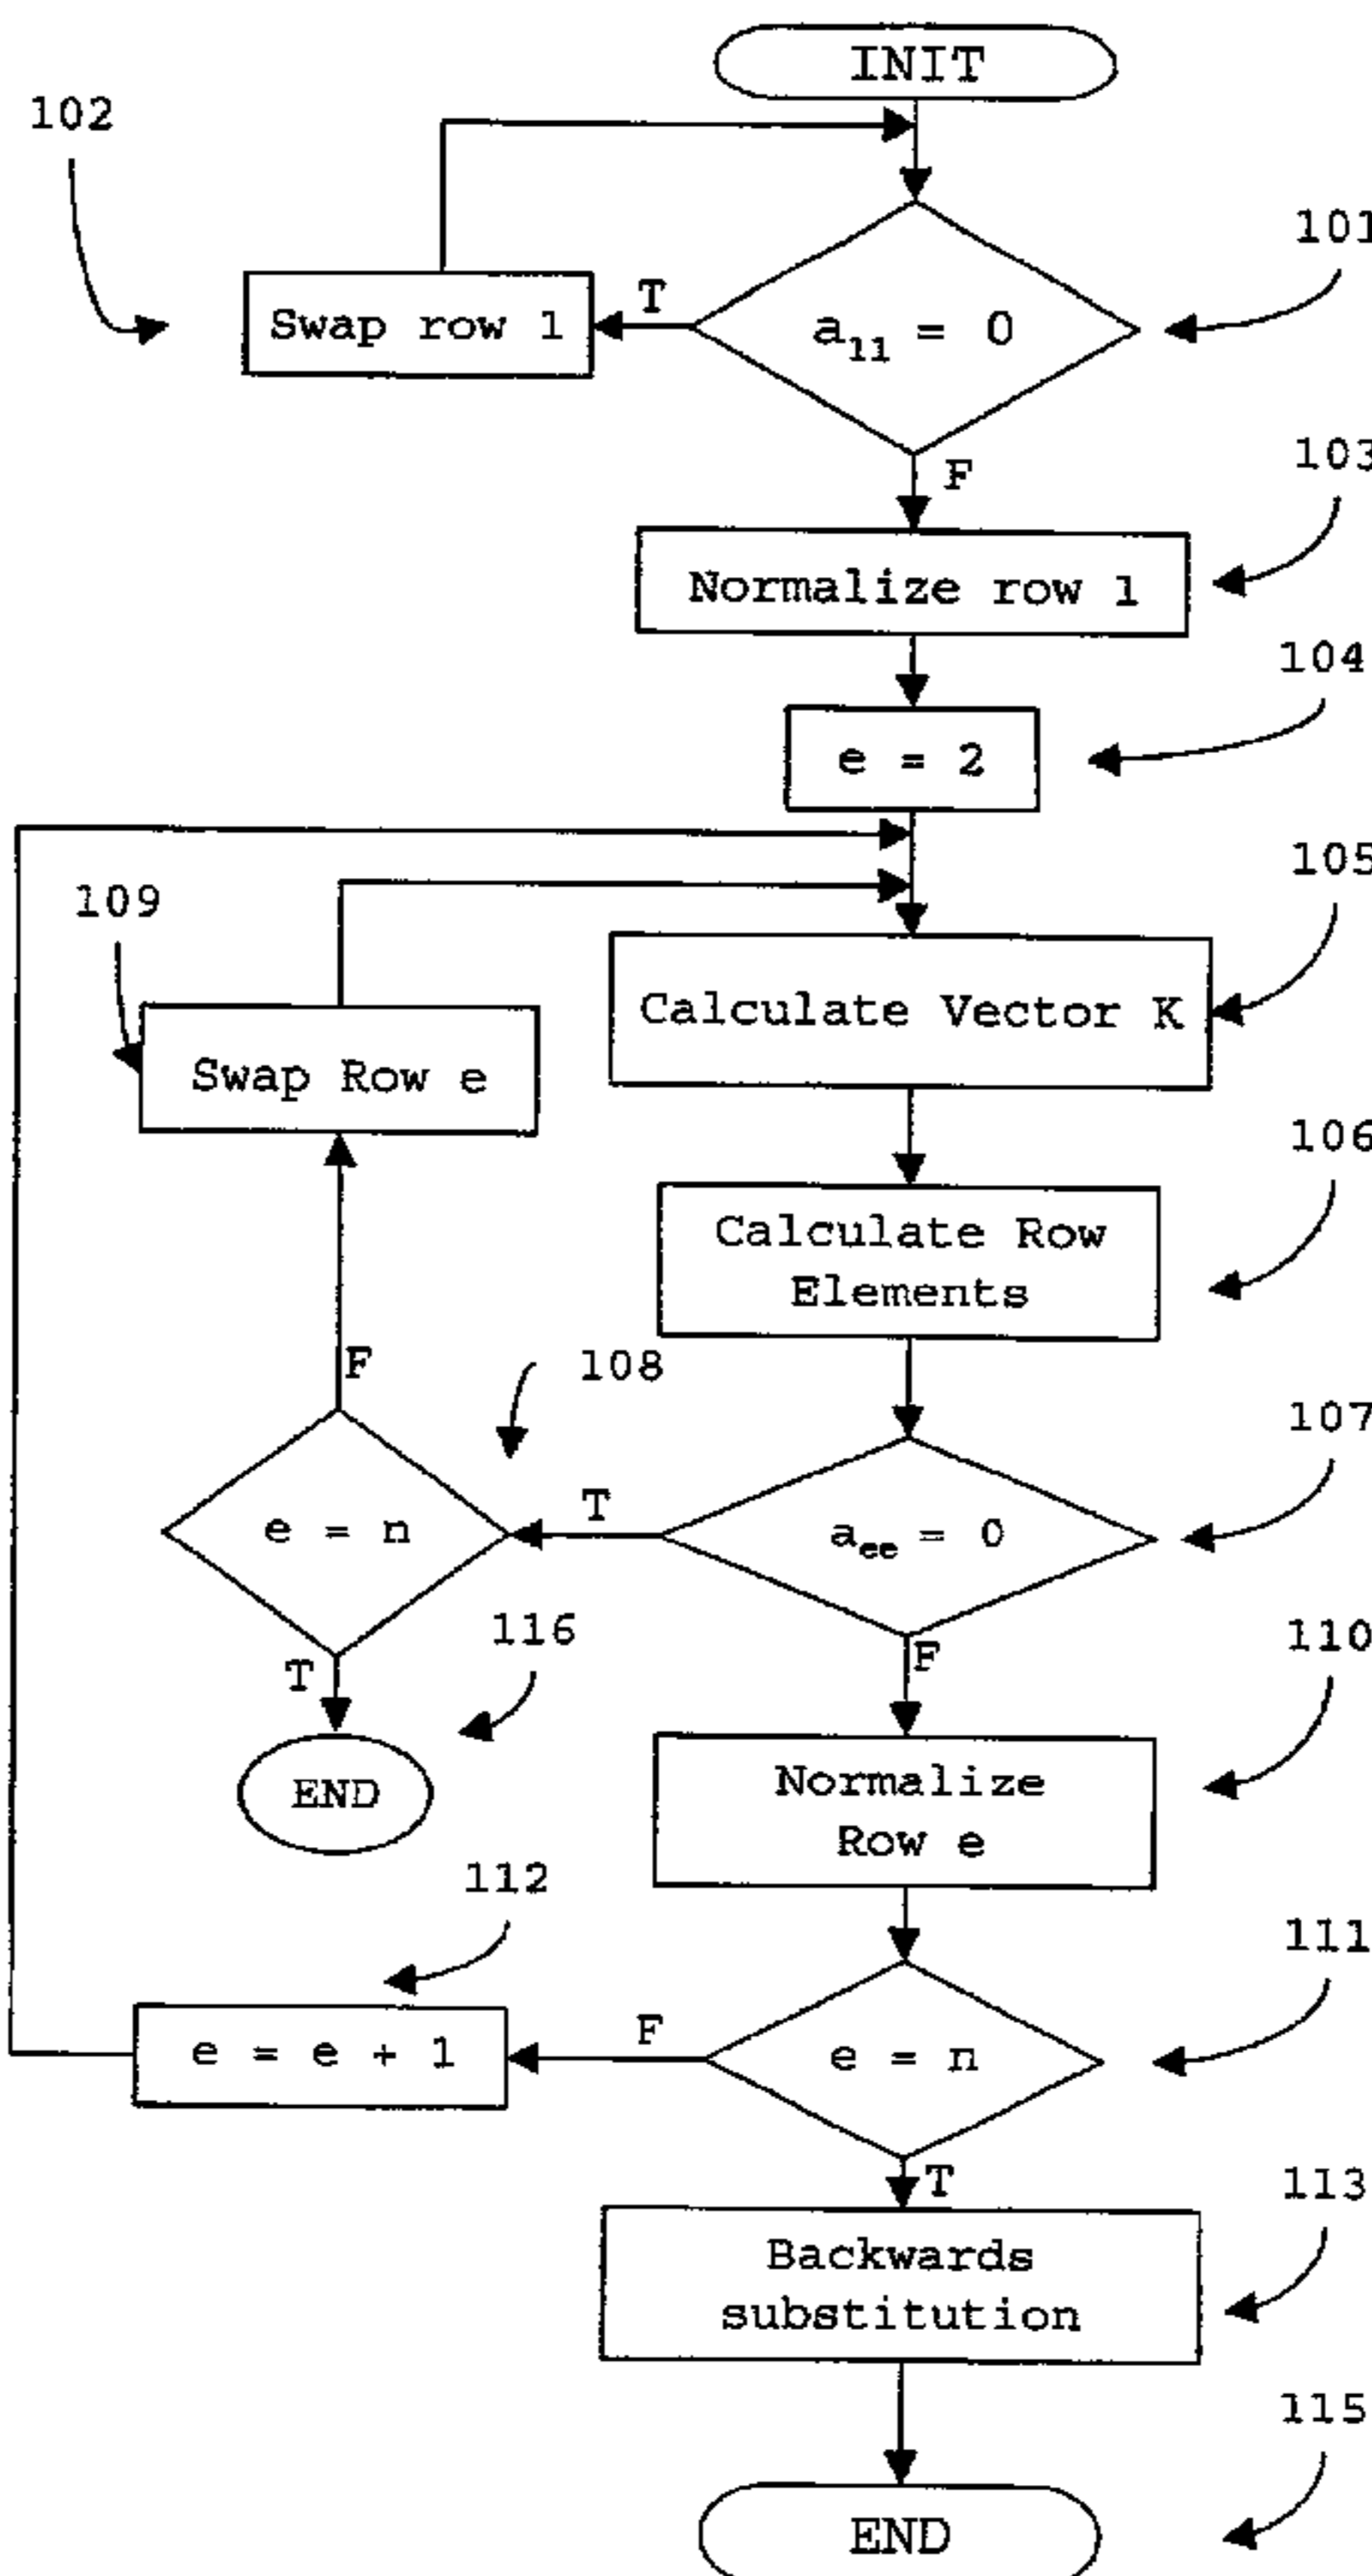 INIT
102
101
Swap row 1
T
a₁₁ = 0
F
103
Normalize row 1
104
e = 2
105
109
Calculate Vector K
Swap Row e
106
Calculate Row
Elements
F
108
107
e = n
T
aₑₑ = 0
116
110
T
F
END
Normalize
Row e
112
111
e = e + 1
F
e = n
T
113
Backwards
substitution
115
END